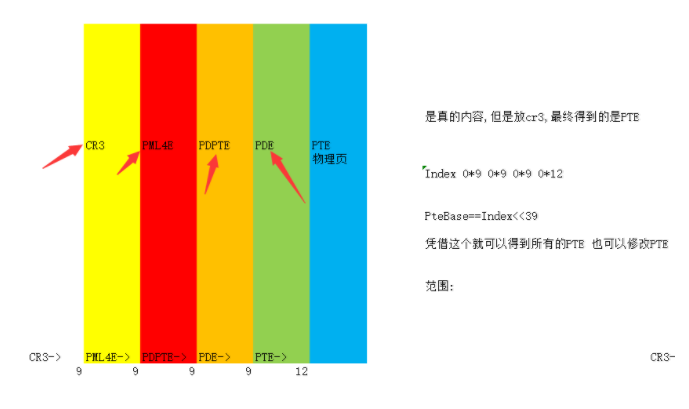 是真的内容,但是放cr3,最终得到的是PTE
CR3 PML4E PDPTE PDE PTE
物理页
Index 0*9 0*9 0*9 0*12
PteBase==Index<<39
凭借这个就可以得到所有的PTE 也可以修改PTE
范围:
CR3-> PML4E-> PDPTE-> PDE-> PTE-> CR3-
9 9 9 9 12